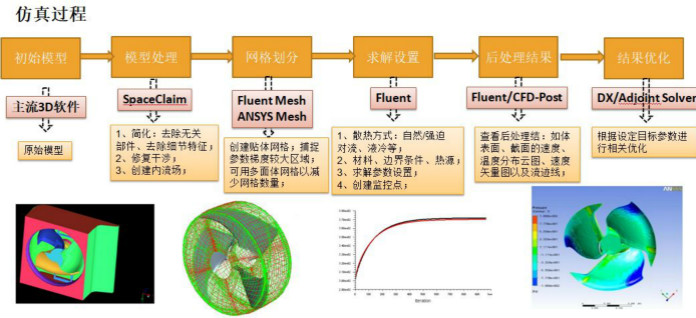 仿真过程
初始模型
模型处理
网格划分
求解设置
后处理结果
结果优化
主流3D软件
SpaceClaim
Fluent Mesh
ANSYS Mesh
Fluent
Fluent/CFD-Post
DX/Adjoint Solver
原始模型
1、简化：去除无关
部件、去除细节特征；
2、修复干涉；
3、创建内流场；
创建贴体网格；捕捉
参数梯度较大区域；
可用多面体网格以减
少网格数量；
1、散热方式：自然/强迫
对流、液冷等；
2、材料、边界条件、热源；
3、求解参数设置；
4、创建监控点；
查看后处理结：如体
表面、截面的速度、
温度分布云图、速度
矢量图以及流迹线；
根据设定目标参数进
行相关优化